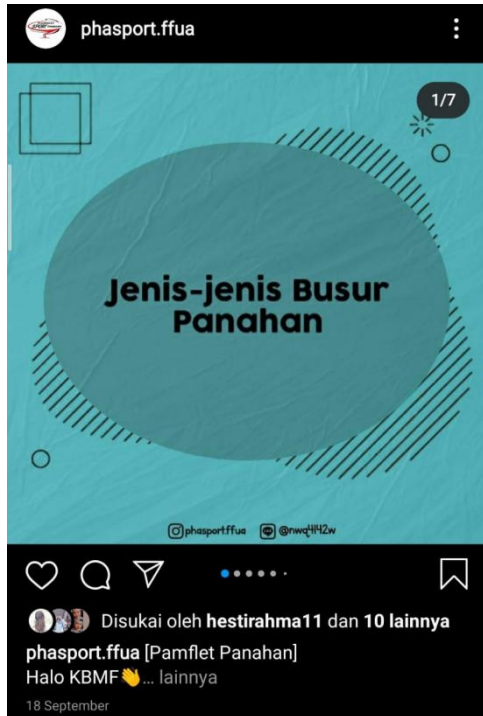 phasport.ffua
1/7
Jenis-jenis Busur
Panahan
phasport.ffua @nwq4142w
Disukai oleh hestirahma11 dan 10 lainnya
phasport.ffua [Pamflet Panahan]
Halo KBMF👋... lainnya
18 September